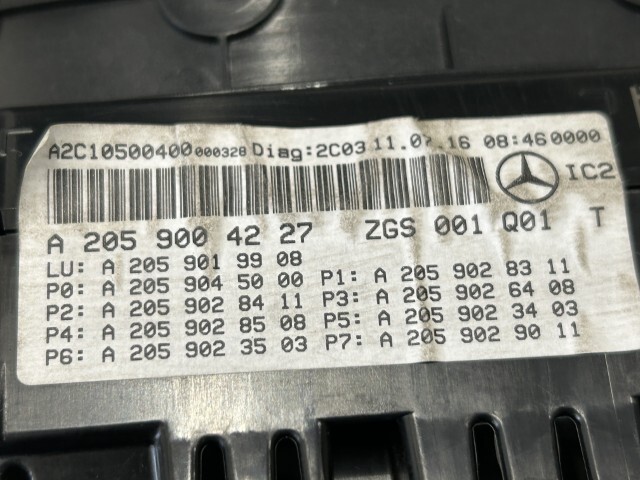 A2C10500400000328 Diag:2C03 11.07.16 08:460000
IC2
A 205 900 42 27 ZGS 001 Q01 T
LU: A 205 901 99 08
P0: A 205 904 50 00 P1: A 205 902 83 11
P2: A 205 902 84 11 P3: A 205 902 64 08
P4: A 205 902 85 08 P5: A 205 902 34 03
P6: A 205 902 35 03 P7: A 205 902 90 11